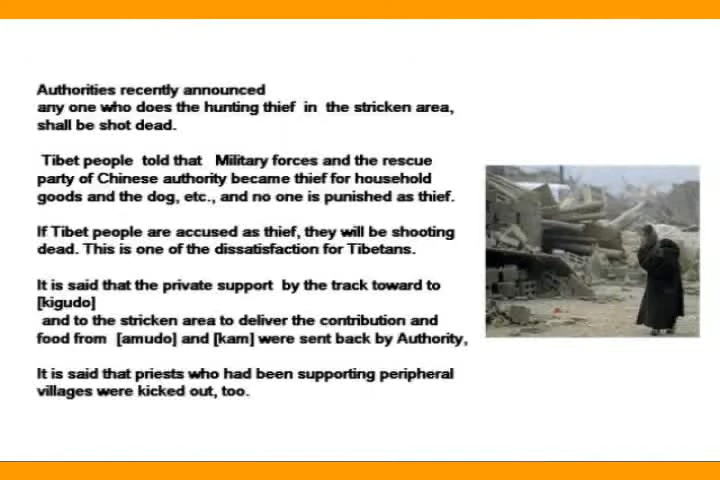 Authorities recently announced
any one who does the hunting thief in the stricken area,
shall be shot dead.
Tibet people told that Military forces and the rescue
party of Chinese authority became thief for household
goods and the dog, etc., and no one is punished as thief.
If Tibet people are accused as thief, they will be shooting
dead. This is one of the dissatisfaction for Tibetans.
It is said that the private support by the track toward to
[kigudo]
and to the stricken area to deliver the contribution and
food from [amudo] and [kam] were sent back by Authority,
It is said that priests who had been supporting peripheral
villages were kicked out, too.